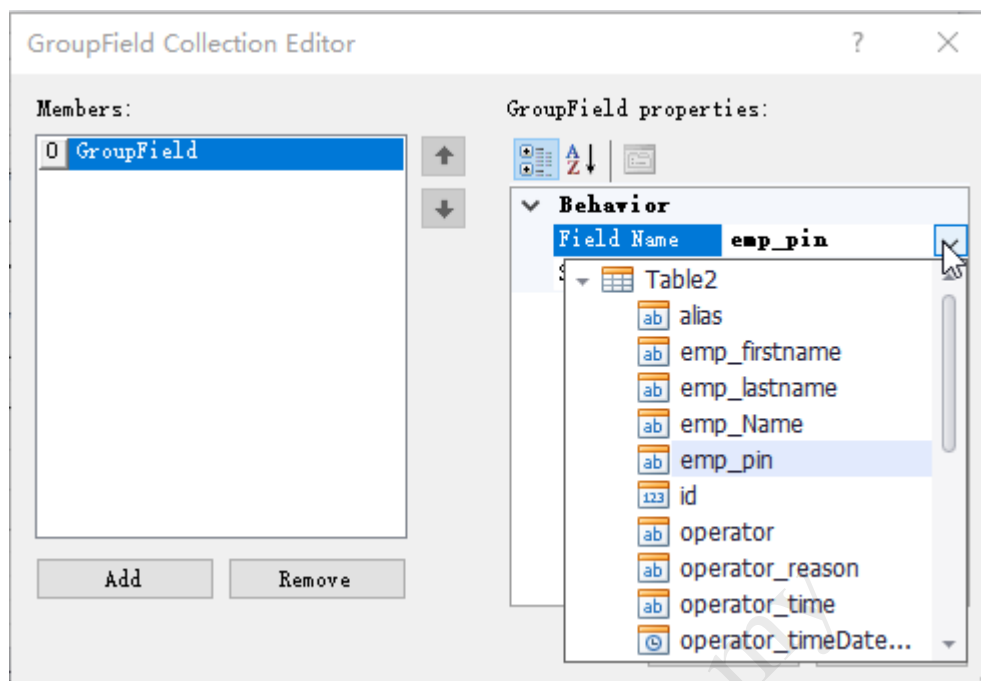 GroupField Collection Editor
Members:
GroupField properties:
0 GroupField
Behavior
Field Name emp_pin
Table2
alias
emp_firstname
emp_lastname
emp_Name
emp_pin
id
operator
operator_reason
operator_time
operator_timeDate...
Add
Remove